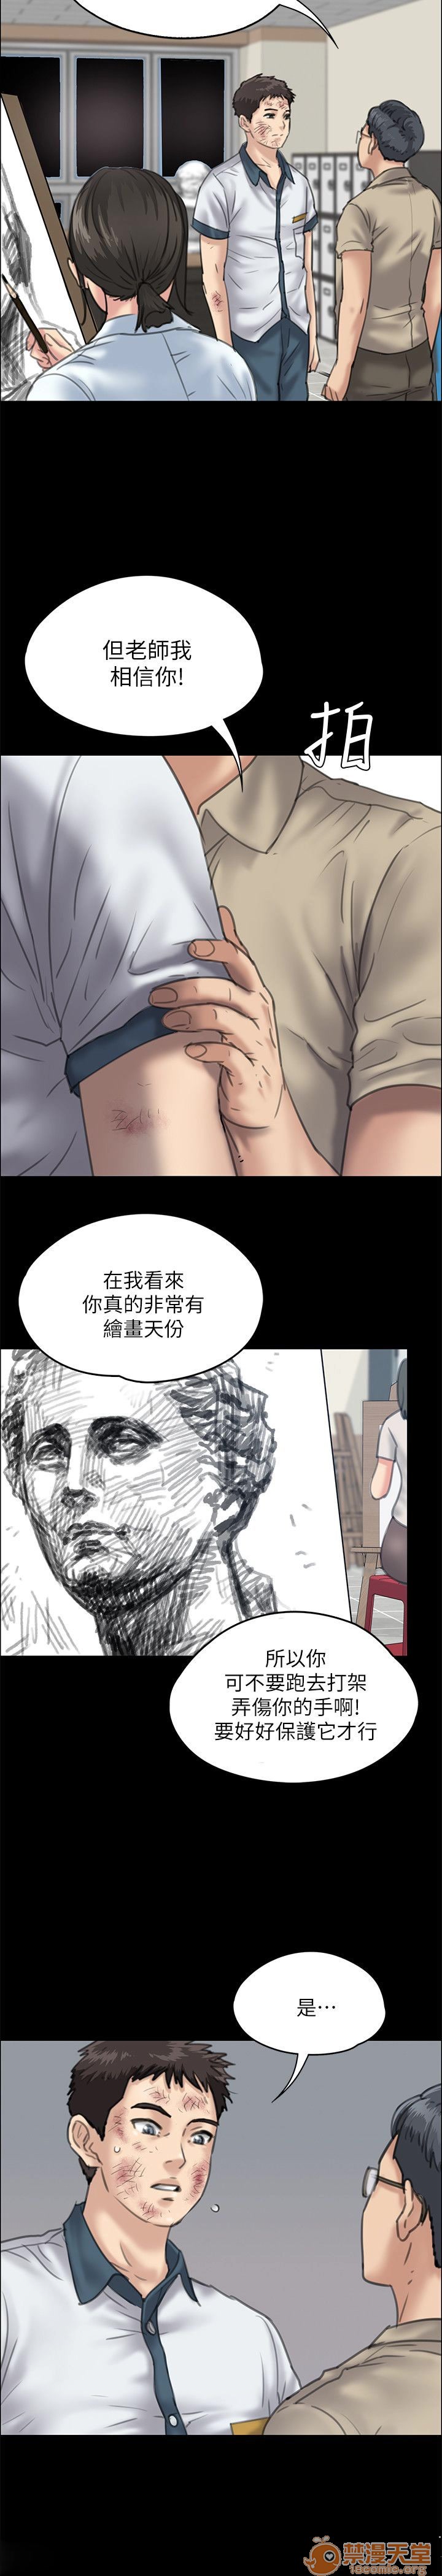 但老師我
相信你!
拍
在我看來
你真的非常有
繪畫天份
所以你
可不要跑去打架
弄傷你的手啊!
要好好保護它才行
是…
禁漫天堂
18comic.org